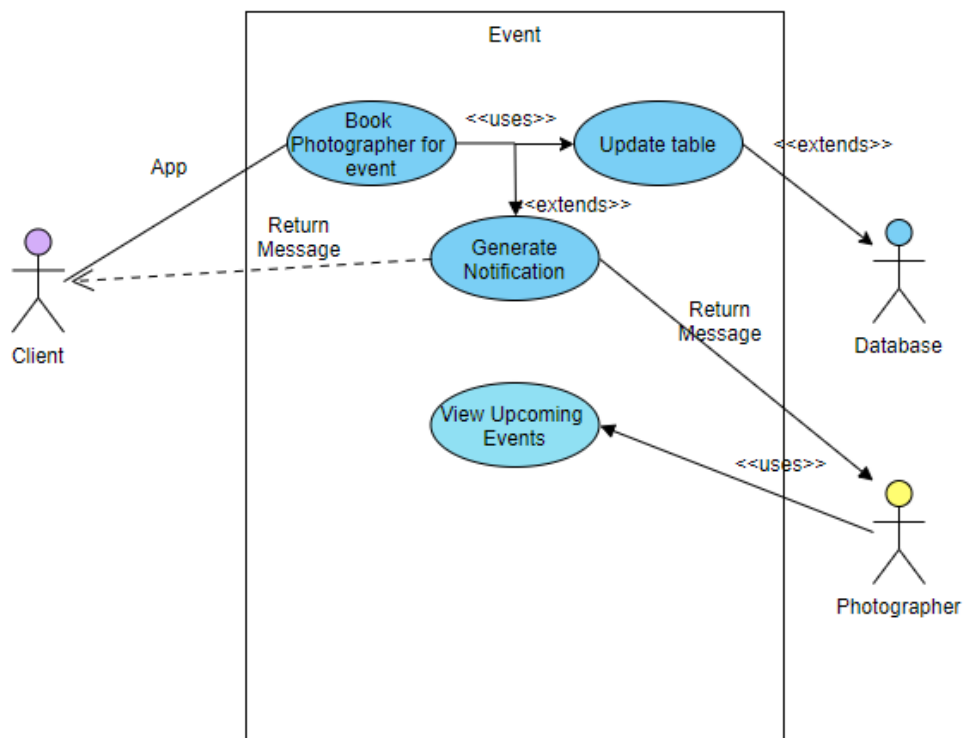 Event
Book
Photographer for
event
<<uses>>
Update table
<<extends>>
App
<extends>>
Return
Message
Generate
Notification
Client
Database
Return
Message
View Upcoming
Events
<<uses>>
Photographer